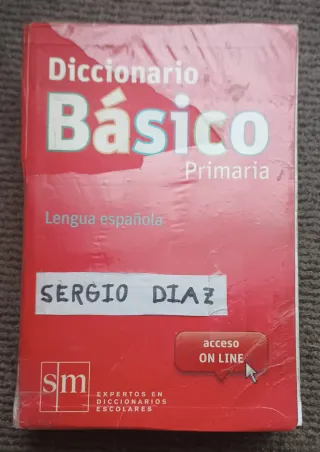 Diccionario
Básico
Primaria
Lengua española
SERGIO DIAZ
acceso
ON LINE
sm
EXPERTOS EN
DICCIONARIOS
ESCOLARES